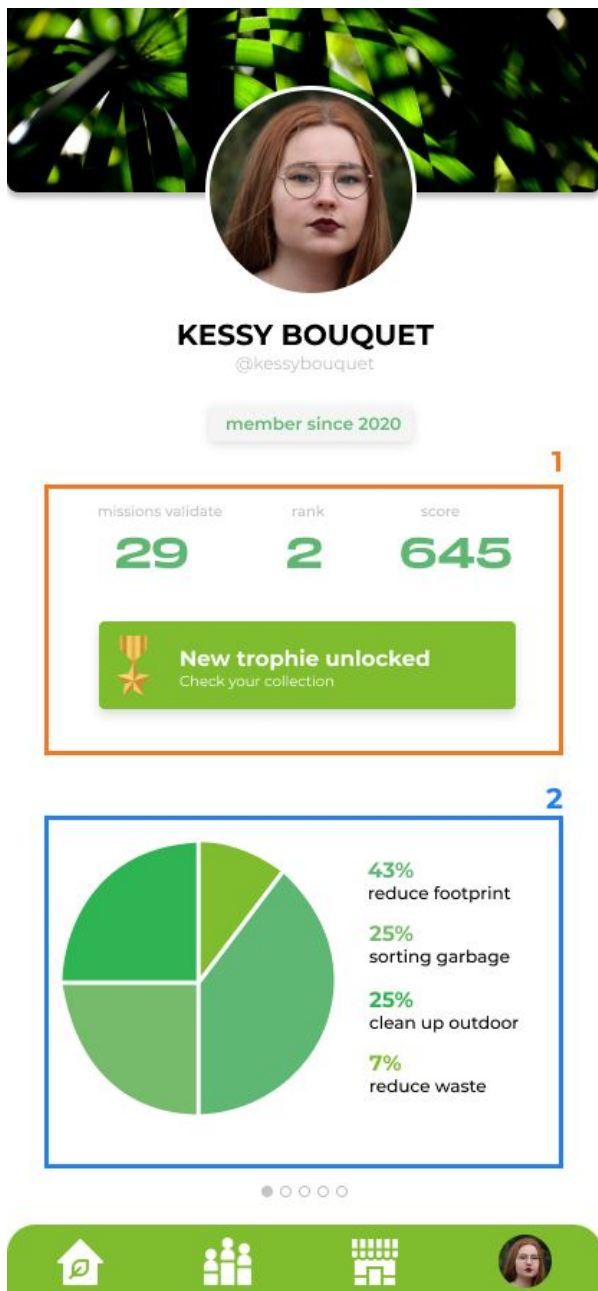 KESSY BOUQUET
@kessybouquet
member since 2020
1
missions validate rank score
29 2 645
New trophie unlocked
Check your collection
2
43%
reduce footprint
25%
sorting garbage
25%
clean up outdoor
7%
reduce waste